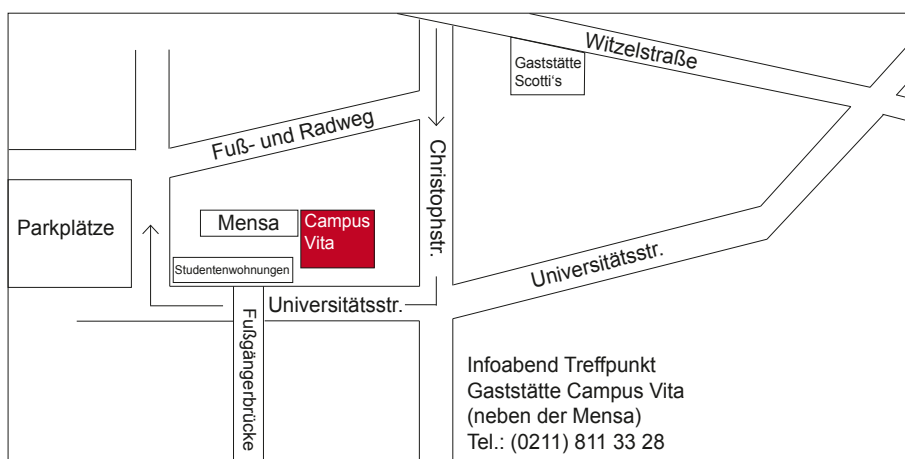 Witzelstraße
Gaststätte
Scotti's
Fuß- und Radweg
Christophstr.
Parkplätze
Mensa
Campus
Vita
Studentenwohnungen
Universitätsstr.
Universitätsstr.
Fußgängerbrücke
Infoabend Treffpunkt
Gaststätte Campus Vita
(neben der Mensa)
Tel.: (0211) 811 33 28